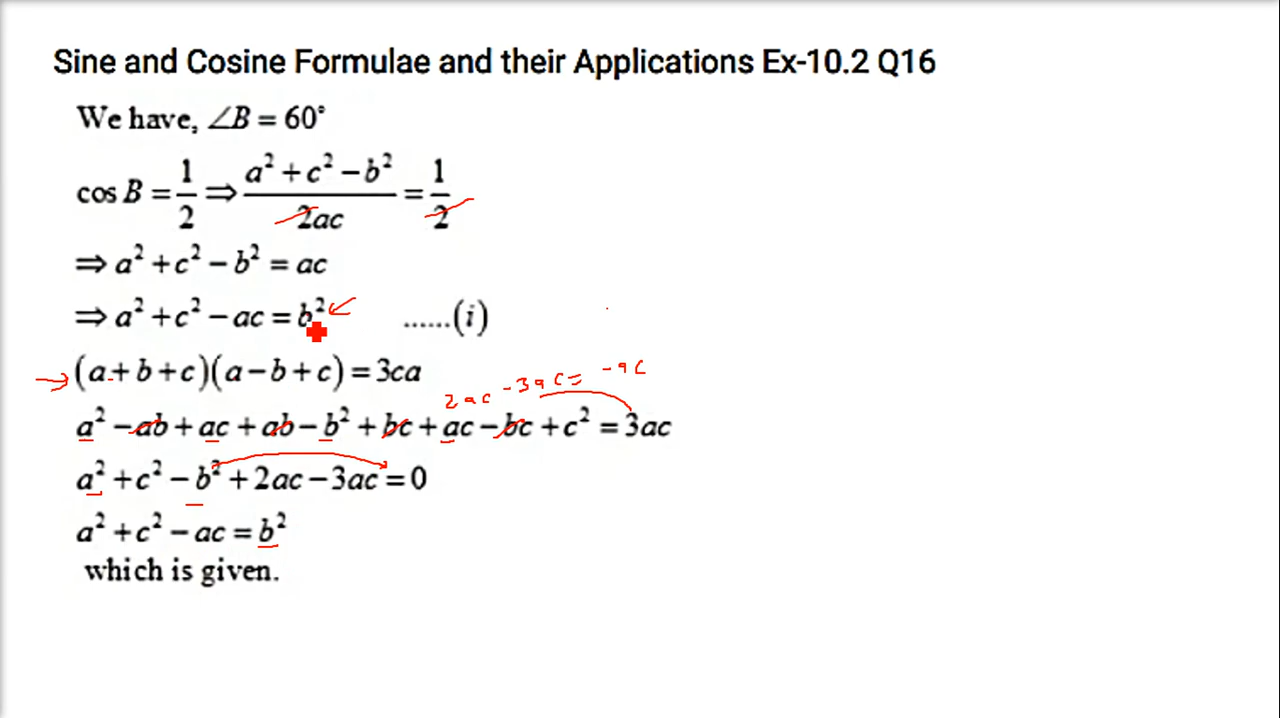 Sine and Cosine Formulae and their Applications Ex-10.2 Q16
We have, ∠B = 60°
cos B = 1/2 ⇒ (a² + c² − b²)/(2ac) = 1/2
⇒ a² + c² − b² = ac
⇒ a² + c² − ac = b² ......(i)
(a + b + c)(a − b + c) = 3ca
2ac − 3ac = − ac
a² − ab + ac + ab − b² + bc + ac − bc + c² = 3ac
a² + c² − b² + 2ac − 3ac = 0
a² + c² − ac = b²
which is given.